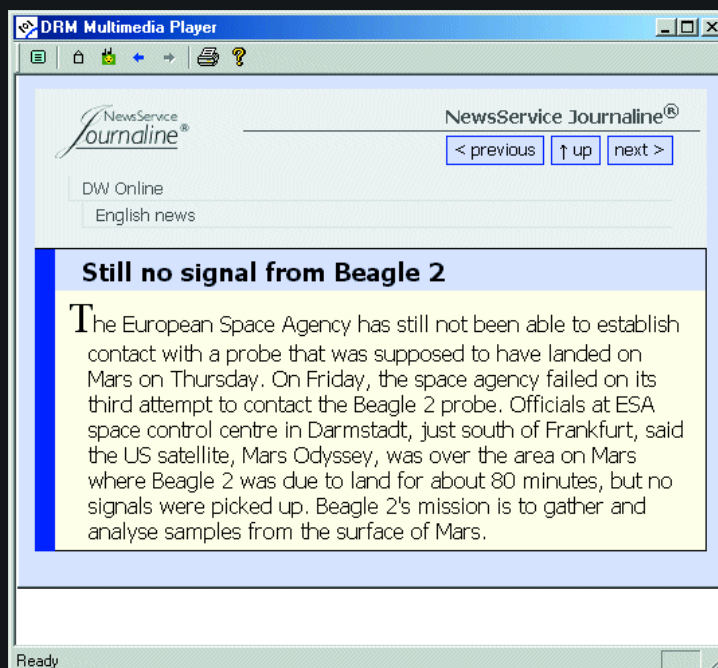 DRM Multimedia Player
NewsService
Journaline®
NewsService Journaline®
< previous
↑ up
next >
DW Online
English news
Still no signal from Beagle 2
The European Space Agency has still not been able to establish
contact with a probe that was supposed to have landed on
Mars on Thursday. On Friday, the space agency failed on its
third attempt to contact the Beagle 2 probe. Officials at ESA
space control centre in Darmstadt, just south of Frankfurt, said
the US satellite, Mars Odyssey, was over the area on Mars
where Beagle 2 was due to land for about 80 minutes, but no
signals were picked up. Beagle 2's mission is to gather and
analyse samples from the surface of Mars.
Ready